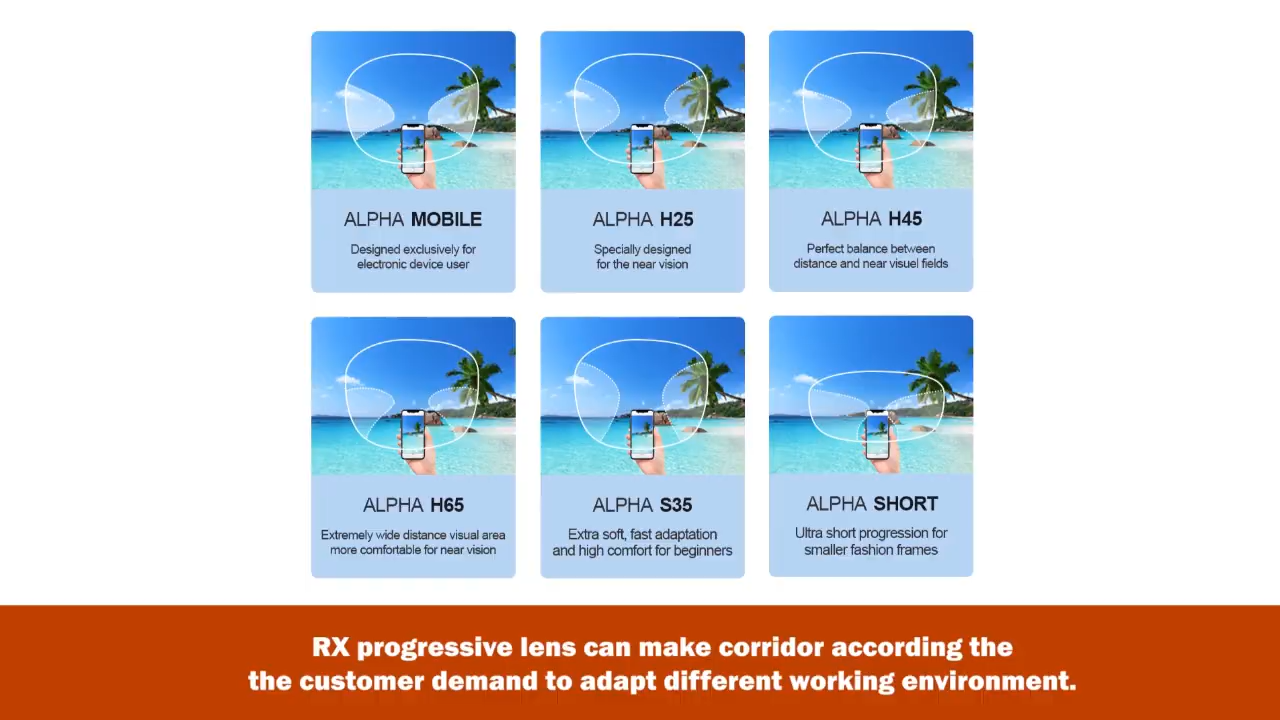 ALPHA MOBILE
Designed exclusively for
electronic device user
ALPHA H25
Specially designed
for the near vision
ALPHA H45
Perfect balance between
distance and near visuel fields
ALPHA H65
Extremely wide distance visual area
more comfortable for near vision
ALPHA S35
Extra soft, fast adaptation
and high comfort for beginners
ALPHA SHORT
Ultra short progression for
smaller fashion frames
RX progressive lens can make corridor according the
the customer demand to adapt different working environment.